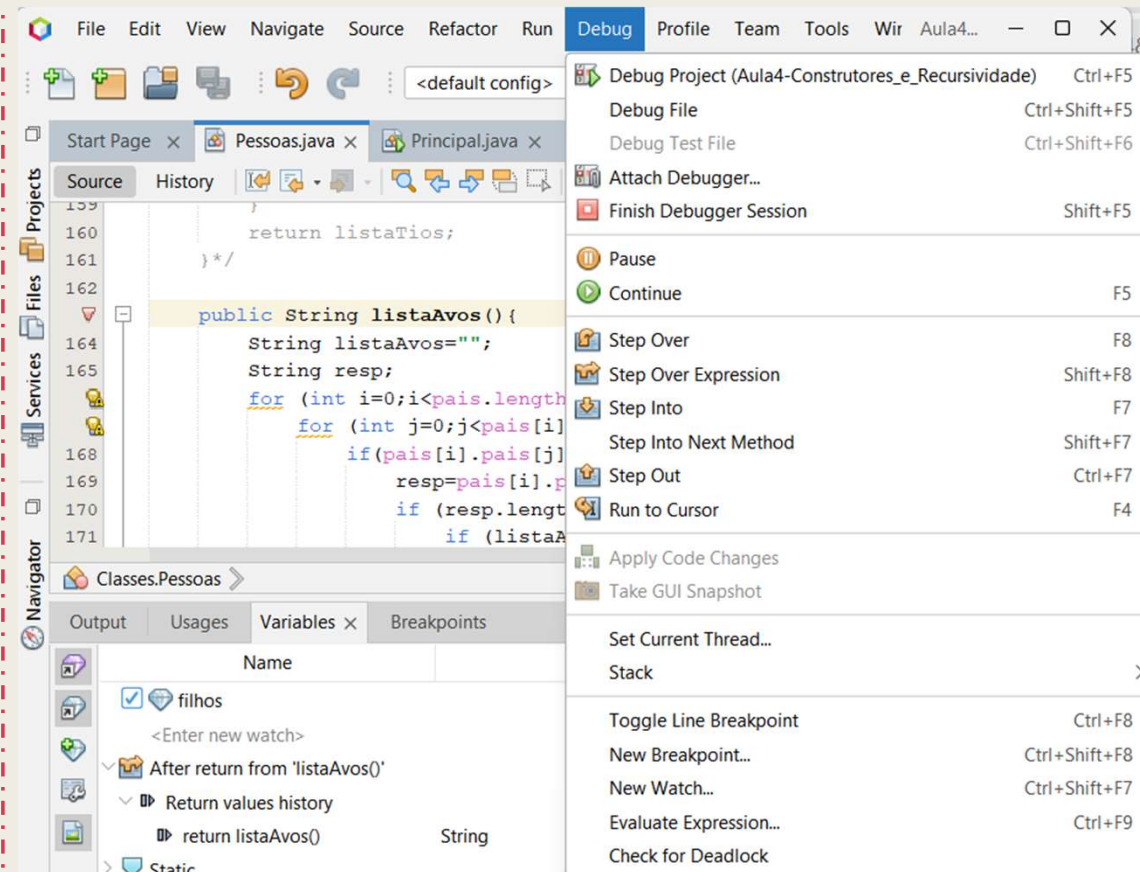 File Edit View Navigate Source Refactor Run Debug Profile Team Tools Wir Aula4...
<default config>
Start Page Pessoas.java Principal.java
Source History
Projects
Files
Services
Navigator
159 }
160 return listaTios;
161 }*/
162
public String listaAvos(){
164 String listaAvos="";
165 String resp;
for (int i=0;i<pais.length
for (int j=0;j<pais[i]
168 if(pais[i].pais[j]
169 resp=pais[i].p
170 if (resp.lengt
171 if (listaA
Classes.Pessoas
Output Usages Variables Breakpoints
Name
filhos
<Enter new watch>
After return from 'listaAvos()'
Return values history
return listaAvos() String
Static
Debug Project (Aula4-Construtores_e_Recursividade) Ctrl+F5
Debug File Ctrl+Shift+F5
Debug Test File Ctrl+Shift+F6
Attach Debugger...
Finish Debugger Session Shift+F5
Pause
Continue F5
Step Over F8
Step Over Expression Shift+F8
Step Into F7
Step Into Next Method Shift+F7
Step Out Ctrl+F7
Run to Cursor F4
Apply Code Changes
Take GUI Snapshot
Set Current Thread...
Stack
Toggle Line Breakpoint Ctrl+F8
New Breakpoint... Ctrl+Shift+F8
New Watch... Ctrl+Shift+F7
Evaluate Expression... Ctrl+F9
Check for Deadlock